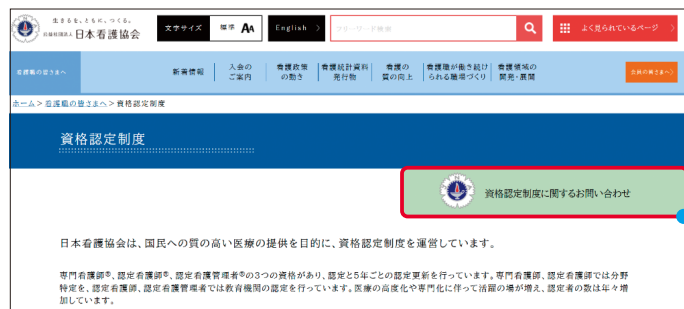 生きるを、ともに、つくる。
公益社団法人 日本看護協会
文字サイズ 標準 AA
English >
フリーワード検索
よく見られているページ >
看護職の皆さまへ
新着情報
入会の
ご案内
看護政策
の動き
看護統計資料
発行物
看護の
質の向上
看護職が働き続け
られる職場づくり
看護領域の
開発・展開
会員の皆さまへ>
ホーム > 看護職の皆さまへ > 資格認定制度
資格認定制度
資格認定制度に関するお問い合わせ
日本看護協会は、国民への質の高い医療の提供を目的に、資格認定制度を運営しています。
専門看護師®、認定看護師®、認定看護管理者®の3つの資格があり、認定と5年ごとの認定更新を行っています。専門看護師、認定看護師では分野
特定を、認定看護師、認定看護管理者では教育機関の認定を行っています。医療の高度化や専門化に伴って活躍の場が増え、認定者の数は年々増
加しています。